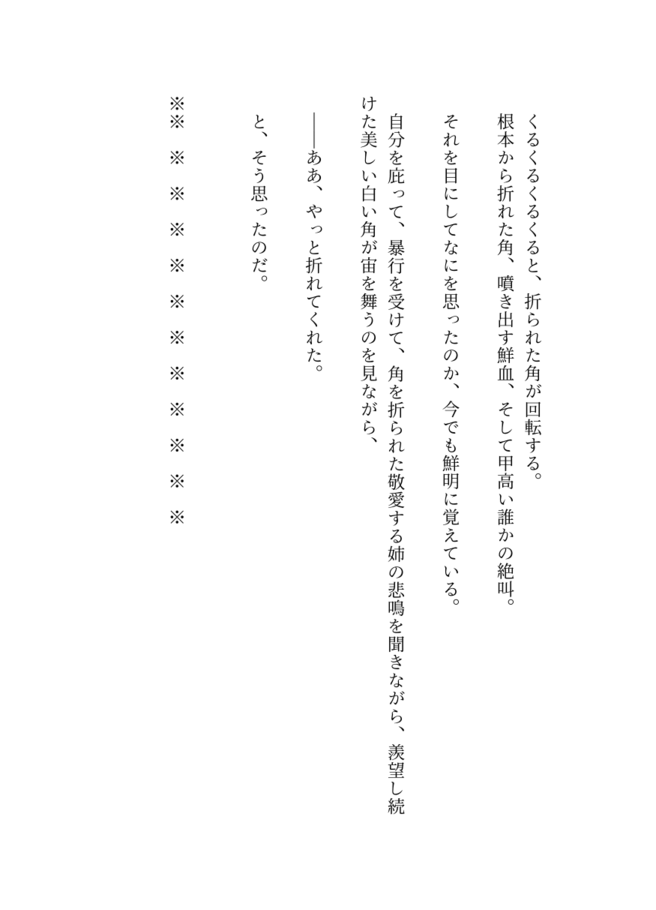 くるくるくるくると、折られた角が回転する。
根本から折れた角、噴き出す鮮血、そして甲高い誰かの絶叫。
それを目にしてなにを思ったのか、今でも鮮明に覚えている。
自分を庇って、暴行を受けて、角を折られた敬愛する姉の悲鳴を聞きながら、羨望し続
けた美しい白い角が宙を舞うのを見ながら、
――ああ、やっと折れてくれた。
と、そう思ったのだ。
※※　※　※　※　※　※　※　※　※　※　※　※